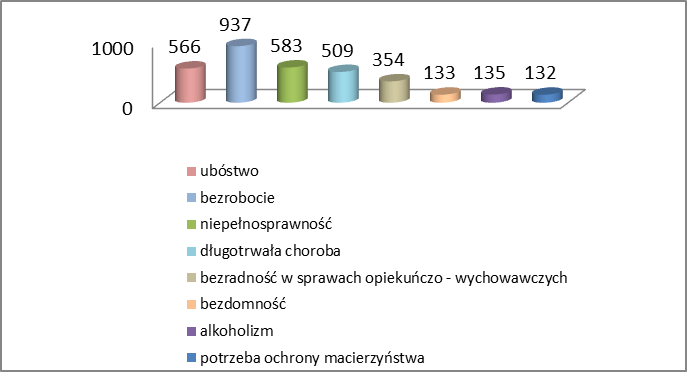 937
1000 566 583 509 354 133 135 132
0
ubóstwo
bezrobocie
niepełnosprawność
długotrwała choroba
bezradność w sprawach opiekuńczo - wychowawczych
bezdomność
alkoholizm
potrzeba ochrony macierzyństwa